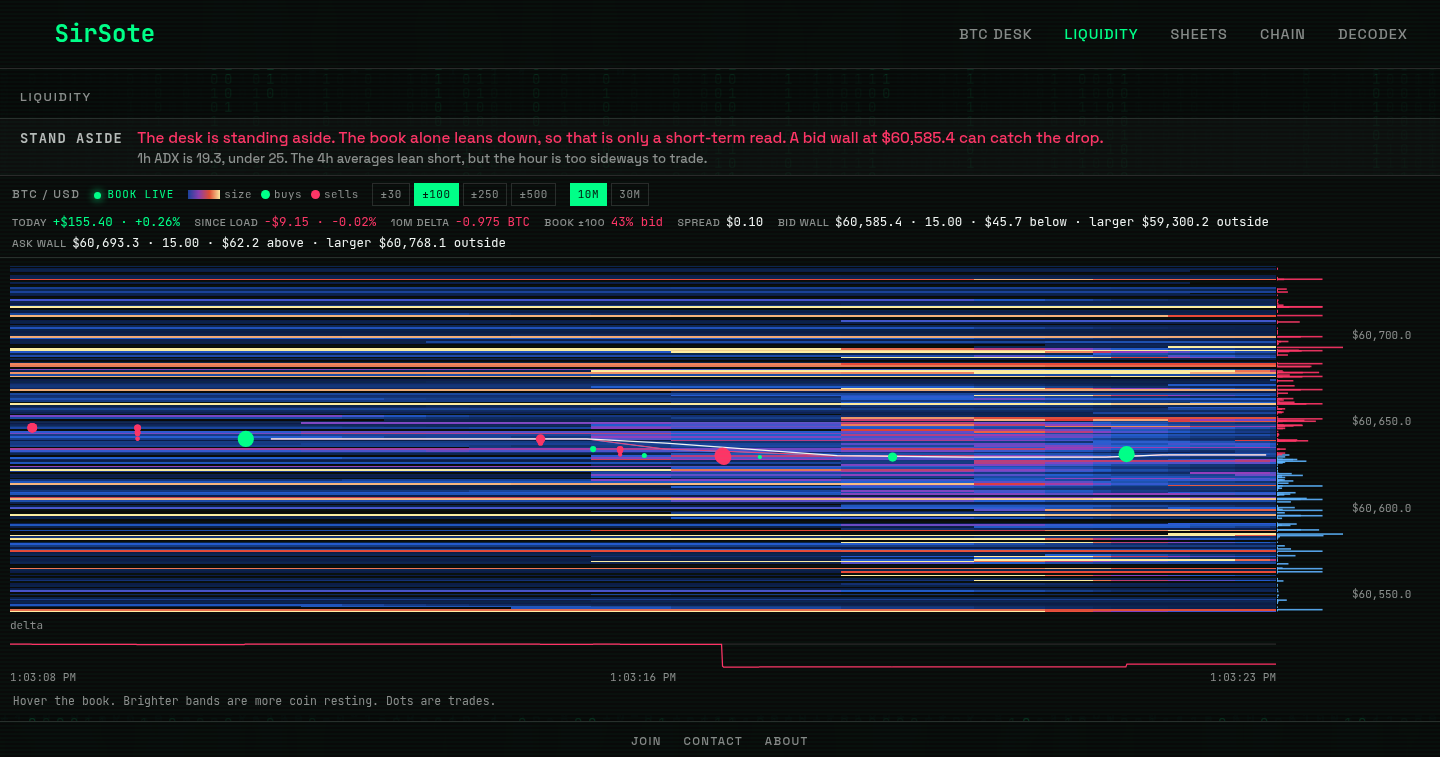 SirSote
BTC DESK LIQUIDITY SHEETS CHAIN DECODEX
LIQUIDITY
STAND ASIDE The desk is standing aside. The book alone leans down, so that is only a short-term read. A bid wall at $60,585.4 can catch the drop.
1h ADX is 19.3, under 25. The 4h averages lean short, but the hour is too sideways to trade.
BTC / USD BOOK LIVE size buys sells ±30 ±100 ±250 ±500 10M 30M
TODAY +$155.40 · +0.26% SINCE LOAD -$9.15 · -0.02% 10M DELTA -0.975 BTC BOOK ±100 43% bid SPREAD $0.10 BID WALL $60,585.4 · 15.00 · $45.7 below · larger $59,300.2 outside
ASK WALL $60,693.3 · 15.00 · $62.2 above · larger $60,768.1 outside
$60,700.0
$60,650.0
$60,600.0
$60,550.0
delta
1:03:08 PM 1:03:16 PM 1:03:23 PM
Hover the book. Brighter bands are more coin resting. Dots are trades.
JOIN CONTACT ABOUT